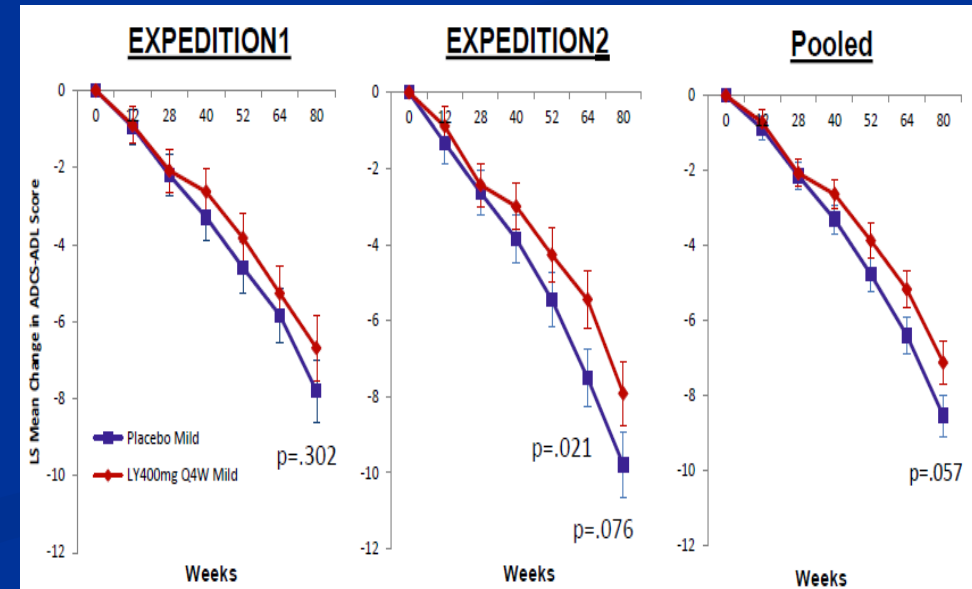 EXPEDITION1
EXPEDITION2
Pooled
LS Mean Change in ADCS-ADL Score
0
-2
-4
-6
-8
-10
-12
0 12 28 40 52 64 80
Placebo Mild
LY400mg Q4W Mild
p=.302
Weeks
0
-2
-4
-6
-8
-10
-12
0 12 28 40 52 64 80
p=.021
p=.076
Weeks
0
-2
-4
-6
-8
-10
-12
0 12 28 40 52 64 80
p=.057
Weeks